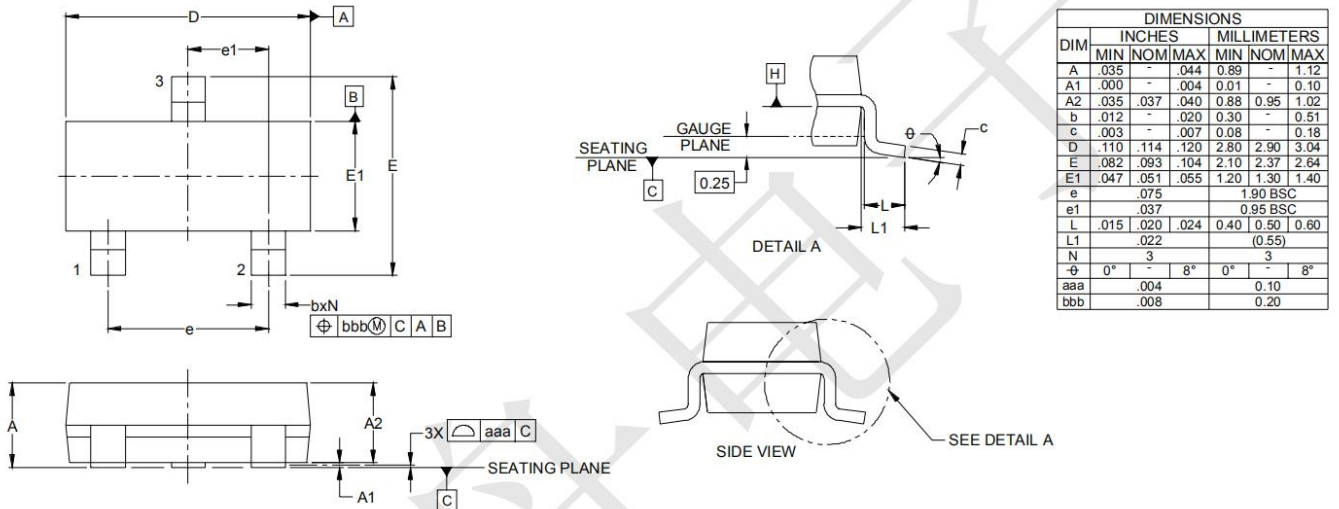 D
A
e1
3
B
E1
E
1
2
bxN
e
⌖ bbbⓂ C A B
H
GAUGE
PLANE
SEATING
PLANE
C
0.25
θ
c
L
L1
DETAIL A
DIMENSIONS
DIM INCHES MILLIMETERS
MIN NOM MAX MIN NOM MAX
A .035 - .044 0.89 - 1.12
A1 .000 - .004 0.01 - 0.10
A2 .035 .037 .040 0.88 0.95 1.02
b .012 - .020 0.30 - 0.51
c .003 - .007 0.08 - 0.18
D .110 .114 .120 2.80 2.90 3.04
E .082 .093 .104 2.10 2.37 2.64
E1 .047 .051 .055 1.20 1.30 1.40
e .075 1.90 BSC
e1 .037 0.95 BSC
L .015 .020 .024 0.40 0.50 0.60
L1 .022 (0.55)
N 3 3
θ 0° - 8° 0° - 8°
aaa .004 0.10
bbb .008 0.20
A
A2
3X ⌓ aaa C
SEATING PLANE
A1
C
SIDE VIEW
SEE DETAIL A